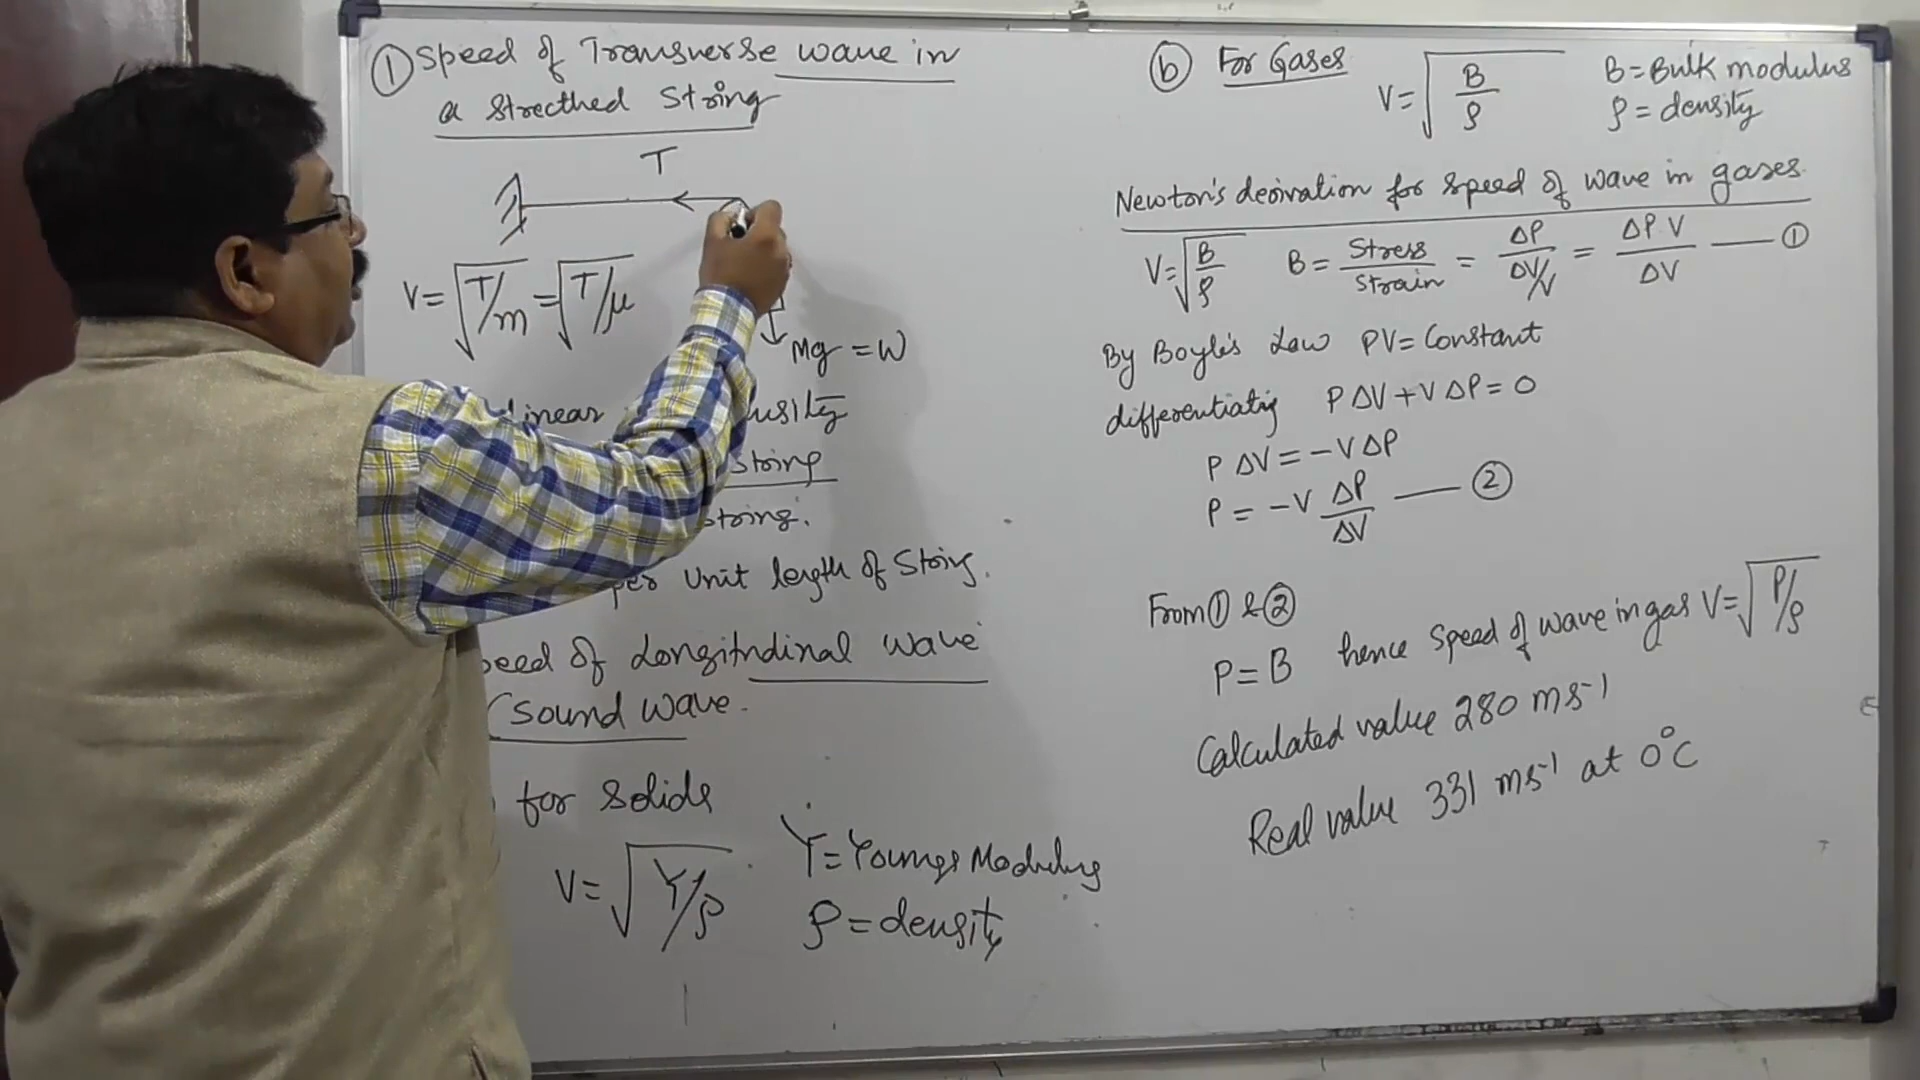 ① Speed of Transverse wave in
a Strecthed String
T
V=√T/m =√T/μ
Mg = W
linear
String
String.
per Unit length of String.
of Longitudinal wave
(Sound wave.
for Solids
V=√Y/ρ
Y=Youngs Modulus
ρ=density
ⓑ For Gases
V=√B/ρ
B=Bulk modulus
ρ=density
Newton's derivation for speed of wave in gases.
V=√B/ρ B= Stress/Strain = ΔP/ΔV/V = ΔP V/ΔV — ①
By Boyle's Law PV=Constant
differentiating PΔV+VΔP=0
PΔV=-VΔP
P= -V ΔP/ΔV — ②
From ① & ②
P=B hence speed of wave in gas V=√P/ρ
Calculated value 280 ms⁻¹
Real value 331 ms⁻¹ at 0°C